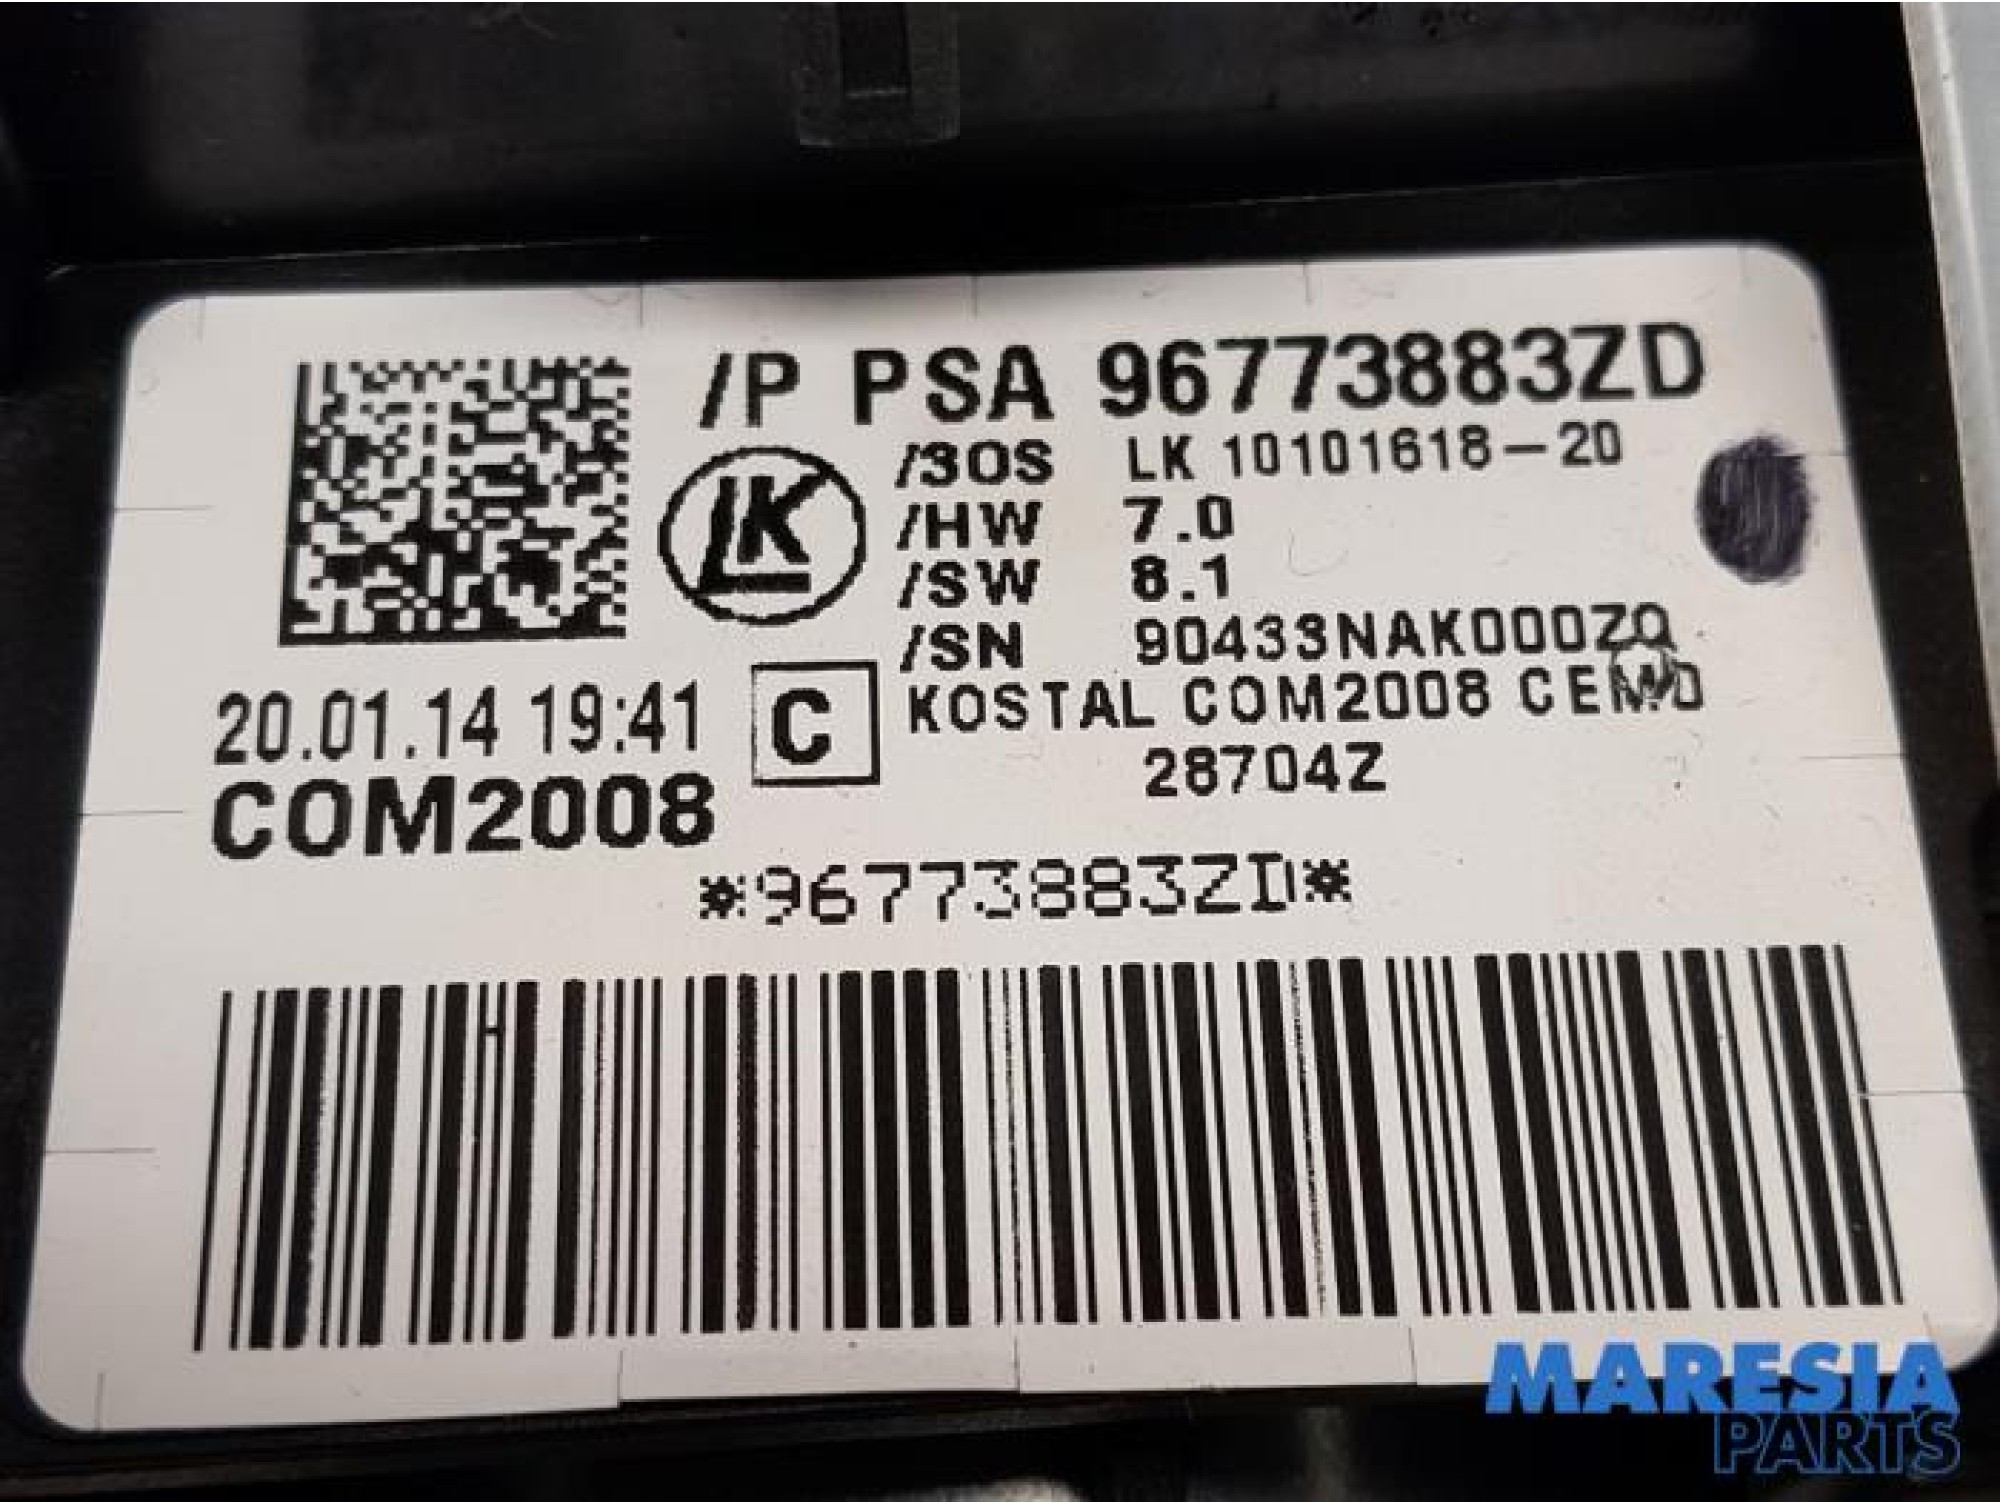 /P PSA 96773883ZD
/3OS LK 10101618-20
LK
/HW 7.0
/SW 8.1
/SN 90433NAK000ZQ
20.01.14 19:41 C KOSTAL COM2008 CEM
28704Z
COM2008
*96773883ZD*
MARESIA
PARTS